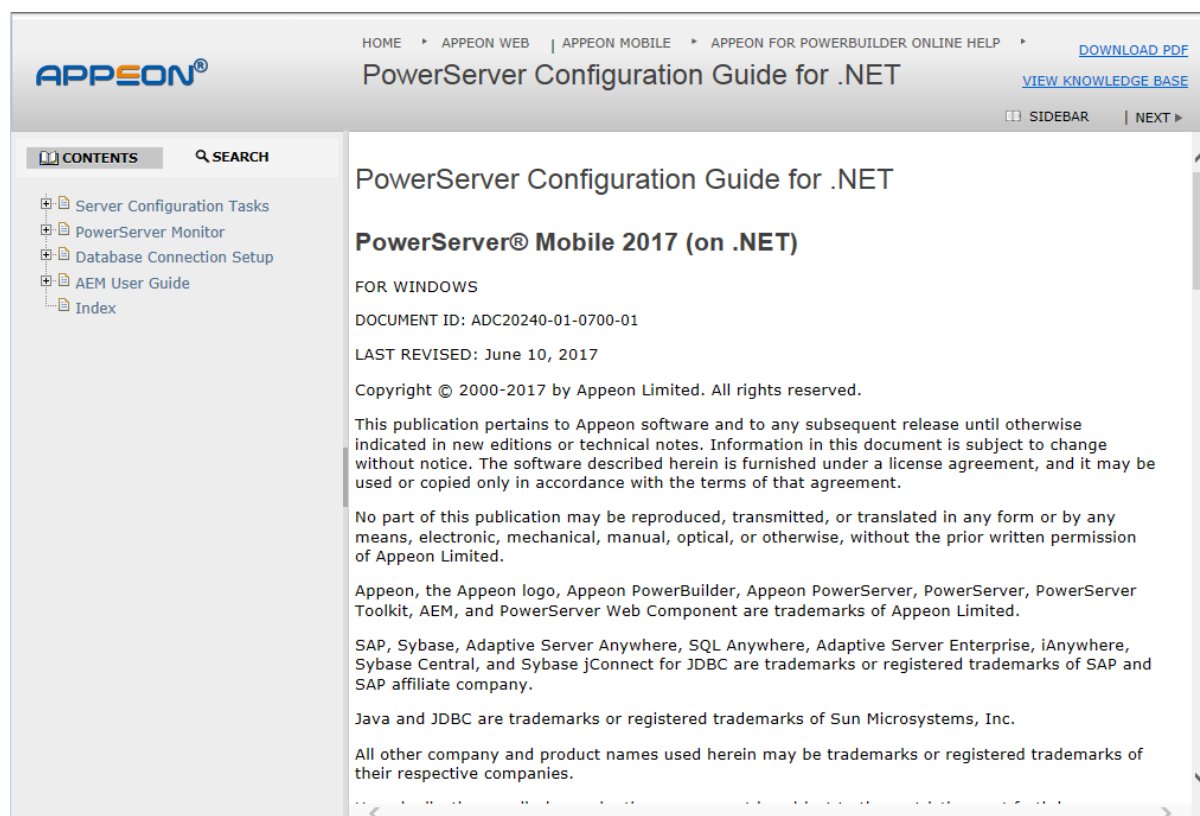 HOME ‣ APPEON WEB | APPEON MOBILE ‣ APPEON FOR POWERBUILDER ONLINE HELP ‣
DOWNLOAD PDF
APPEON®
PowerServer Configuration Guide for .NET
VIEW KNOWLEDGE BASE
SIDEBAR | NEXT ▸
CONTENTS SEARCH
Server Configuration Tasks
PowerServer Monitor
Database Connection Setup
AEM User Guide
Index
PowerServer Configuration Guide for .NET
PowerServer® Mobile 2017 (on .NET)
FOR WINDOWS
DOCUMENT ID: ADC20240-01-0700-01
LAST REVISED: June 10, 2017
Copyright © 2000-2017 by Appeon Limited. All rights reserved.
This publication pertains to Appeon software and to any subsequent release until otherwise
indicated in new editions or technical notes. Information in this document is subject to change
without notice. The software described herein is furnished under a license agreement, and it may be
used or copied only in accordance with the terms of that agreement.
No part of this publication may be reproduced, transmitted, or translated in any form or by any
means, electronic, mechanical, manual, optical, or otherwise, without the prior written permission
of Appeon Limited.
Appeon, the Appeon logo, Appeon PowerBuilder, Appeon PowerServer, PowerServer, PowerServer
Toolkit, AEM, and PowerServer Web Component are trademarks of Appeon Limited.
SAP, Sybase, Adaptive Server Anywhere, SQL Anywhere, Adaptive Server Enterprise, iAnywhere,
Sybase Central, and Sybase jConnect for JDBC are trademarks or registered trademarks of SAP and
SAP affiliate company.
Java and JDBC are trademarks or registered trademarks of Sun Microsystems, Inc.
All other company and product names used herein may be trademarks or registered trademarks of
their respective companies.